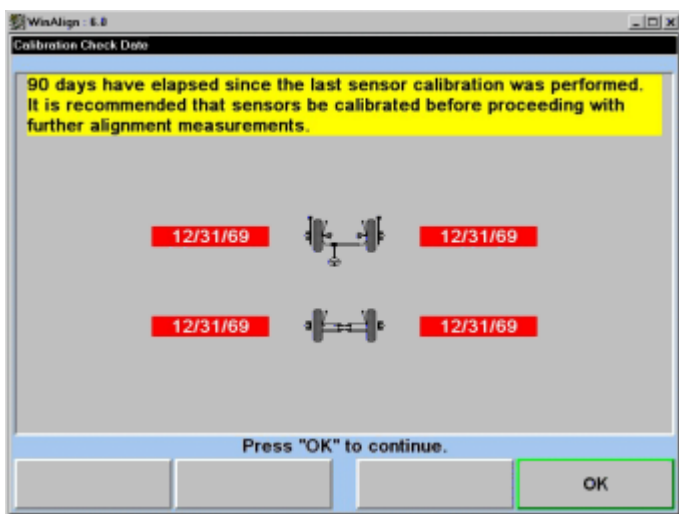 WinAlign : 6.0
Calibration Check Date
90 days have elapsed since the last sensor calibration was performed.
It is recommended that sensors be calibrated before proceeding with
further alignment measurements.
12/31/69 12/31/69
12/31/69 12/31/69
Press "OK" to continue.
OK